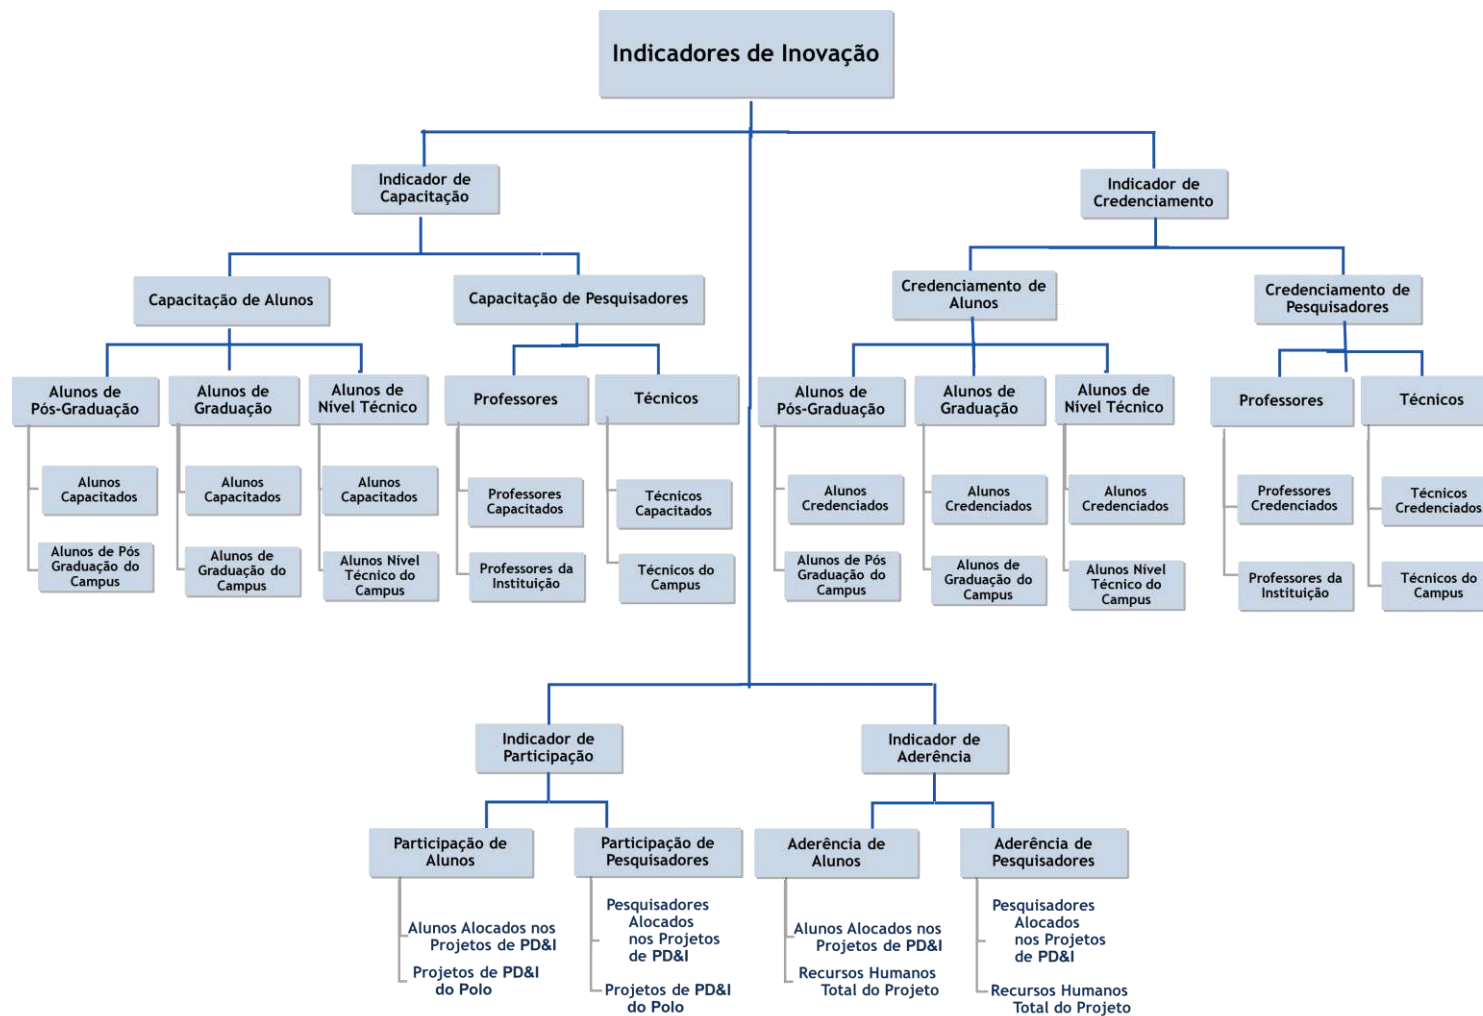 Indicadores de Inovação
Indicador de
Capacitação
Indicador de
Credenciamento
Capacitação de Alunos
Capacitação de Pesquisadores
Credenciamento de
Alunos
Credenciamento de
Pesquisadores
Alunos de
Pós-Graduação
Alunos de
Graduação
Alunos de
Nível Técnico
Professores
Técnicos
Alunos de
Pós-Graduação
Alunos de
Graduação
Alunos de
Nível Técnico
Professores
Técnicos
Alunos
Capacitados
Alunos
Capacitados
Alunos
Capacitados
Professores
Capacitados
Técnicos
Capacitados
Alunos
Credenciados
Alunos
Credenciados
Alunos
Credenciados
Professores
Credenciados
Técnicos
Credenciados
Alunos de Pós
Graduação do
Campus
Alunos de
Graduação do
Campus
Alunos Nível
Técnico do
Campus
Professores da
Instituição
Técnicos do
Campus
Alunos de Pós
Graduação do
Campus
Alunos de
Graduação do
Campus
Alunos Nível
Técnico do
Campus
Professores da
Instituição
Técnicos do
Campus
Indicador de
Participação
Indicador de
Aderência
Participação de
Alunos
Participação de
Pesquisadores
Aderência de
Alunos
Aderência de
Pesquisadores
Alunos Alocados nos
Projetos de PD&I
Projetos de PD&I
do Polo
Pesquisadores
Alocados
nos Projetos
de PD&I
Projetos de PD&I
do Polo
Alunos Alocados nos
Projetos de PD&I
Recursos Humanos
Total do Projeto
Pesquisadores
Alocados
nos Projetos
de PD&I
Recursos Humanos
Total do Projeto